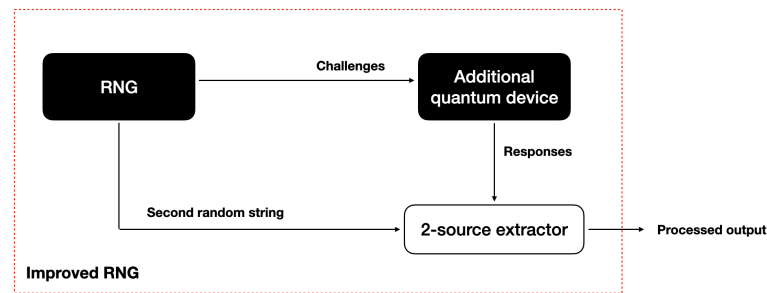 Challenges
RNG
Additional
quantum device
Responses
Second random string
2-source extractor
Processed output
Improved RNG